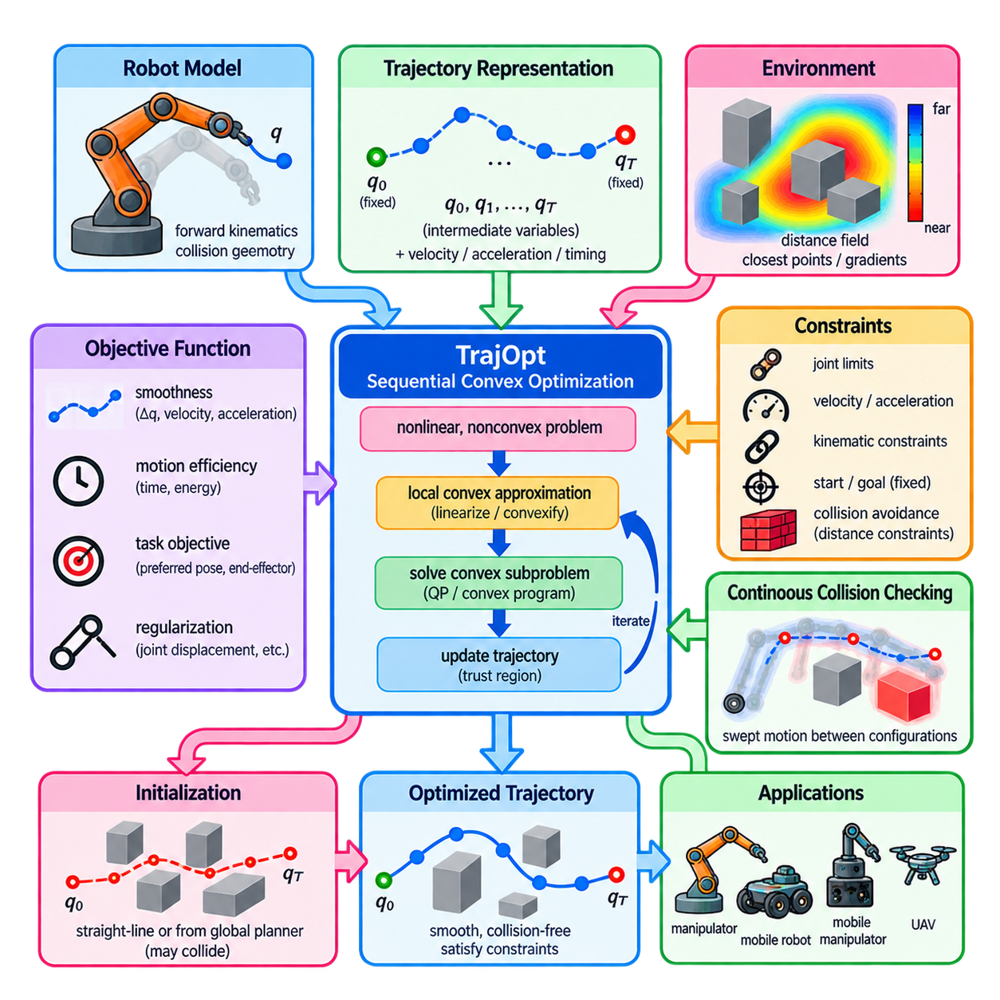 Robot Model
q
forward kinematics
collision geemotry
Trajectory Representation
...
q0
(fixed)
qT
(fixed)
q0, q1, ..., qT
(intermediate variables)
+ velocity / acceleration / timing
Environment
far
near
distance field
closest points / gradients
Objective Function
smoothness
(Δq, velocity, acceleration)
motion efficiency
(time, energy)
task objective
(preferred pose, end-effector)
regularization
(joint displacement, etc.)
TrajOpt
Sequential Convex Optimization
nonlinear, nonconvex problem
local convex approximation
(linearize / convexify)
solve convex subproblem
(QP / convex program)
iterate
update trajectory
(trust region)
Constraints
joint limits
velocity / acceleration
kinematic constraints
start / goal (fixed)
collision avoidance
(distance constraints)
Continoous Collision Checking
swept motion between configurations
Initialization
q0
qT
straight-line or from global planner
(may collide)
Optimized Trajectory
q0
qT
smooth, collision-free
satisfy constraints
Applications
manipulator
mobile robot
mobile
manipulator
UAV